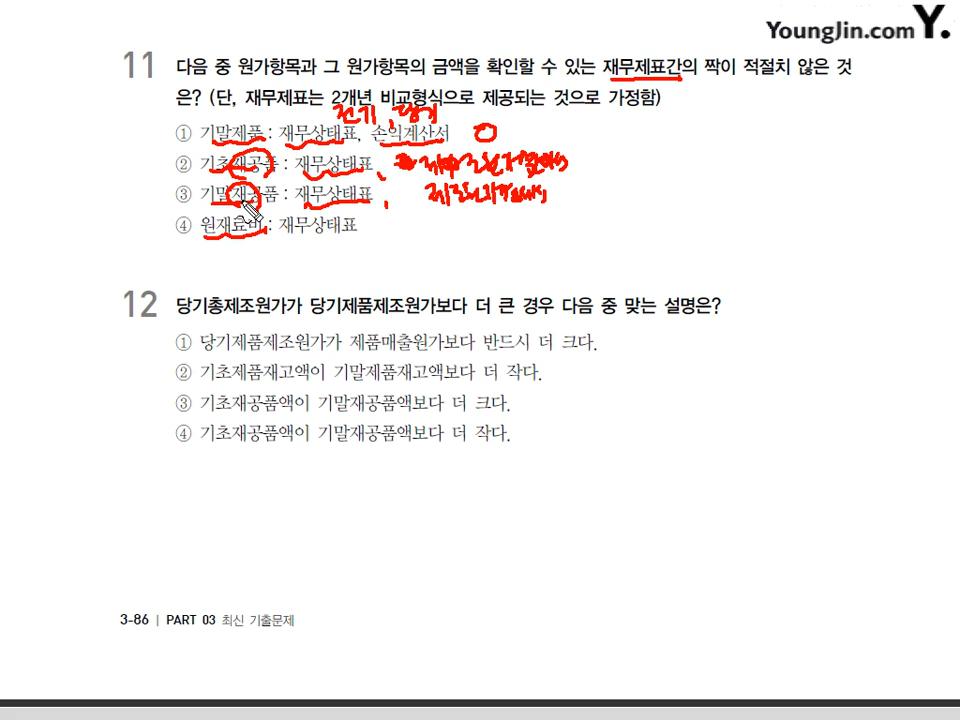 YoungJin.com Y.
11 다음 중 원가항목과 그 원가항목의 금액을 확인할 수 있는 재무제표간의 짝이 적절치 않은 것
은? (단, 재무제표는 2개년 비교형식으로 제공되는 것으로 가정함)
전기, 당기
① 기말제품 : 재무상태표, 손익계산서
② 기초재공품 : 재무상태표,
③ 기말재공품 : 재무상태표, 제조원가명세서
④ 원재료비 : 재무상태표
12 당기총제조원가가 당기제품제조원가보다 더 큰 경우 다음 중 맞는 설명은?
① 당기제품제조원가가 제품매출원가보다 반드시 더 크다.
② 기초제품재고액이 기말제품재고액보다 더 작다.
③ 기초재공품액이 기말재공품액보다 더 크다.
④ 기초재공품액이 기말재공품액보다 더 작다.
3-86 | PART 03 최신 기출문제